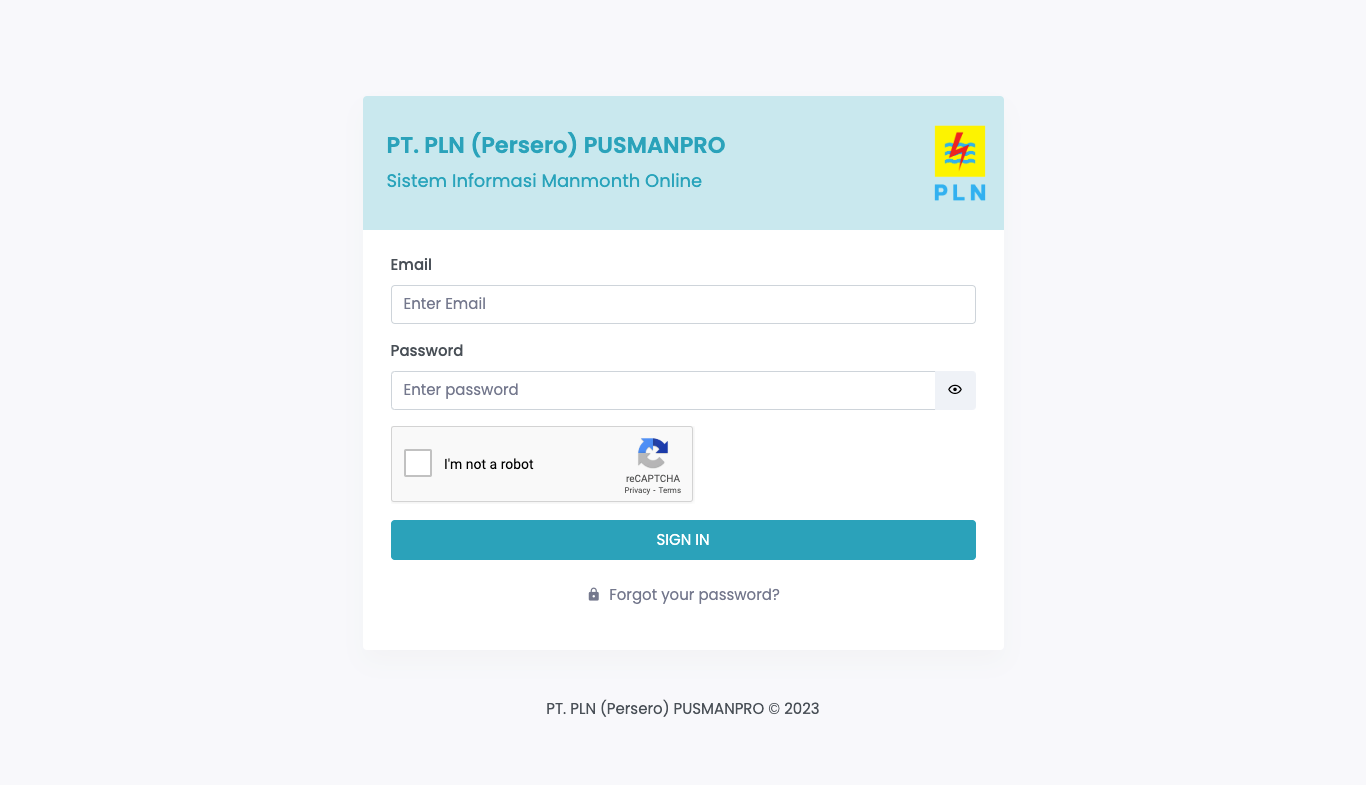 PT. PLN (Persero) PUSMANPRO
Sistem Informasi Manmonth Online
PLN
Email
Enter Email
Password
Enter password
I'm not a robot
reCAPTCHA
Privacy - Terms
SIGN IN
Forgot your password?
PT. PLN (Persero) PUSMANPRO © 2023